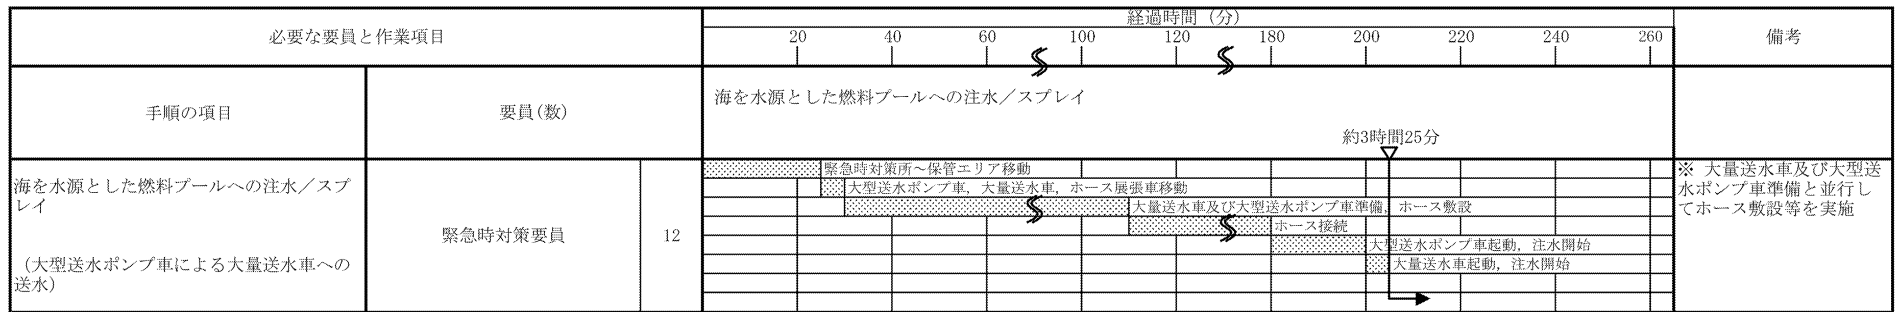 必要な要員と作業項目
経過時間（分）
20 40 60 100 120 180 200 220 240 260
備考
手順の項目
要員(数)
海を水源とした燃料プールへの注水／スプレイ
約3時間25分
海を水源とした燃料プールへの注水／スプ
レイ
（大型送水ポンプ車による大量送水車への
送水）
緊急時対策要員
12
緊急時対策所～保管エリア移動
大型送水ポンプ車，大量送水車，ホース展張車移動
大量送水車及び大型送水ポンプ車準備，ホース敷設
ホース接続
大型送水ポンプ車起動，注水開始
大量送水車起動，注水開始
※ 大量送水車及び大型送
水ポンプ車準備と並行し
てホース敷設等を実施